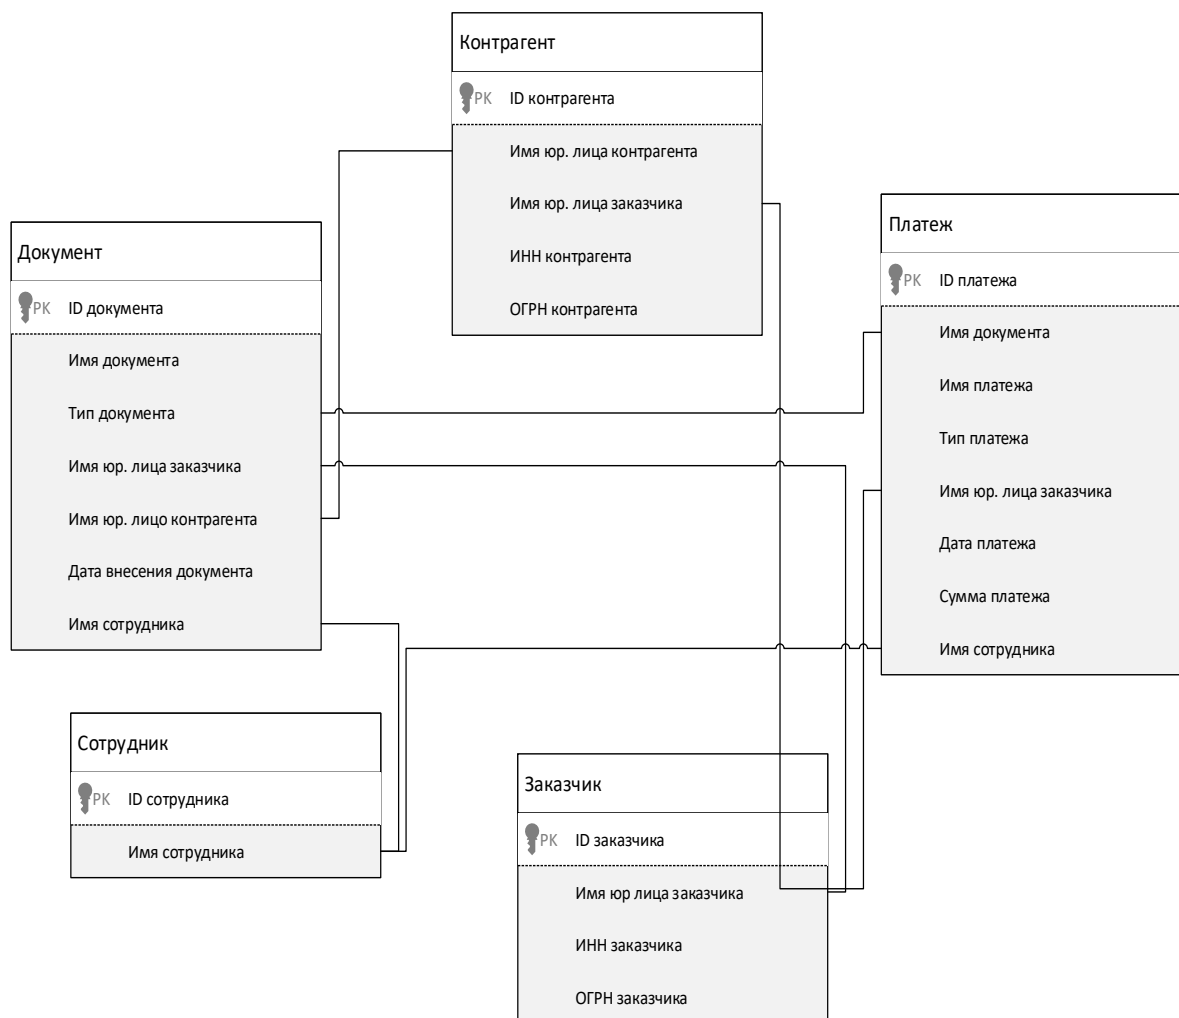 Контрагент
PK ID контрагента
Имя юр. лица контрагента
Имя юр. лица заказчика
ИНН контрагента
ОГРН контрагента
Документ
PK ID документа
Имя документа
Тип документа
Имя юр. лица заказчика
Имя юр. лицо контрагента
Дата внесения документа
Имя сотрудника
Платеж
PK ID платежа
Имя документа
Имя платежа
Тип платежа
Имя юр. лица заказчика
Дата платежа
Сумма платежа
Имя сотрудника
Сотрудник
PK ID сотрудника
Имя сотрудника
Заказчик
PK ID заказчика
Имя юр лица заказчика
ИНН заказчика
ОГРН заказчика